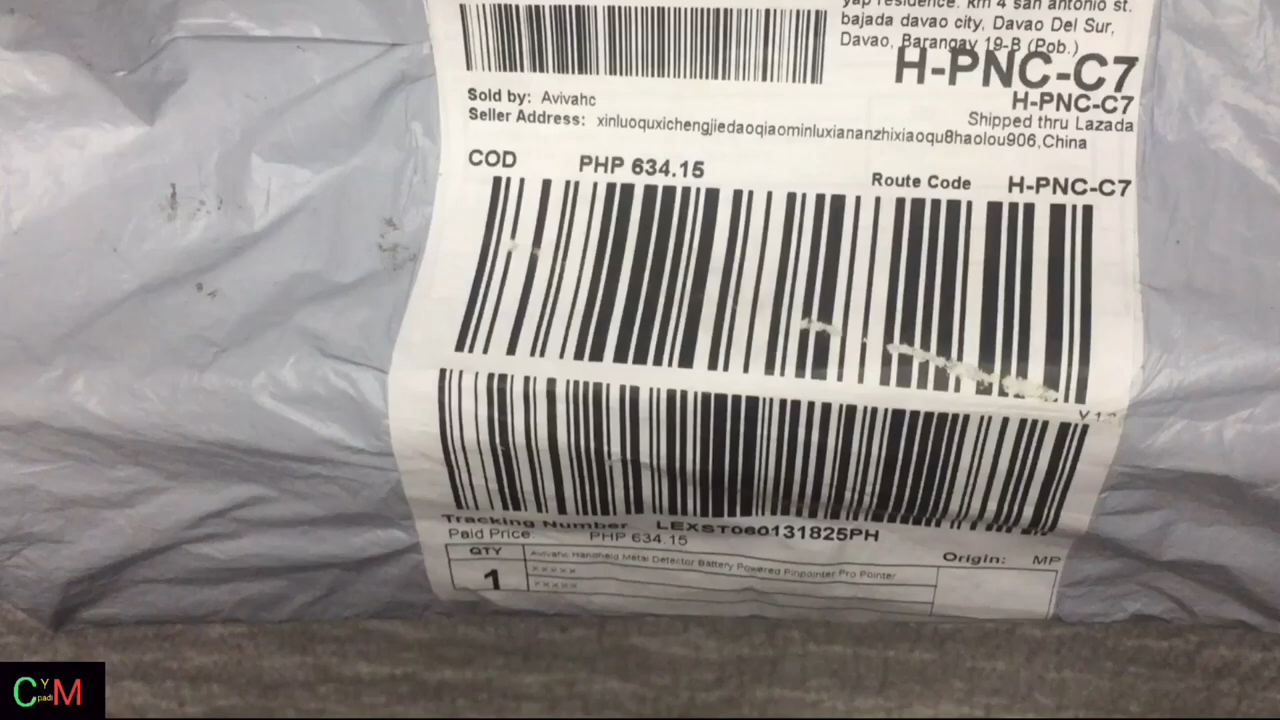 yap residence. km 4 san antonio st.
bajada davao city, Davao Del Sur,
Davao, Barangay 19-B (Pob.)
H-PNC-C7
H-PNC-C7
Shipped thru Lazada
Sold by: Avivahc
Seller Address: xinluoquxichengjiedaoqiaominluxiananzhixiaoqu8haolou906,China
COD PHP 634.15 Route Code H-PNC-C7
Tracking Number LEXST060131825PH
Paid Price: PHP 634.15
QTY Avivahc Handheld Metal Detector Battery Powered Pinpointer Pro Pointer Origin: MP
1 xxxxx
xxxxx
CYM
padi